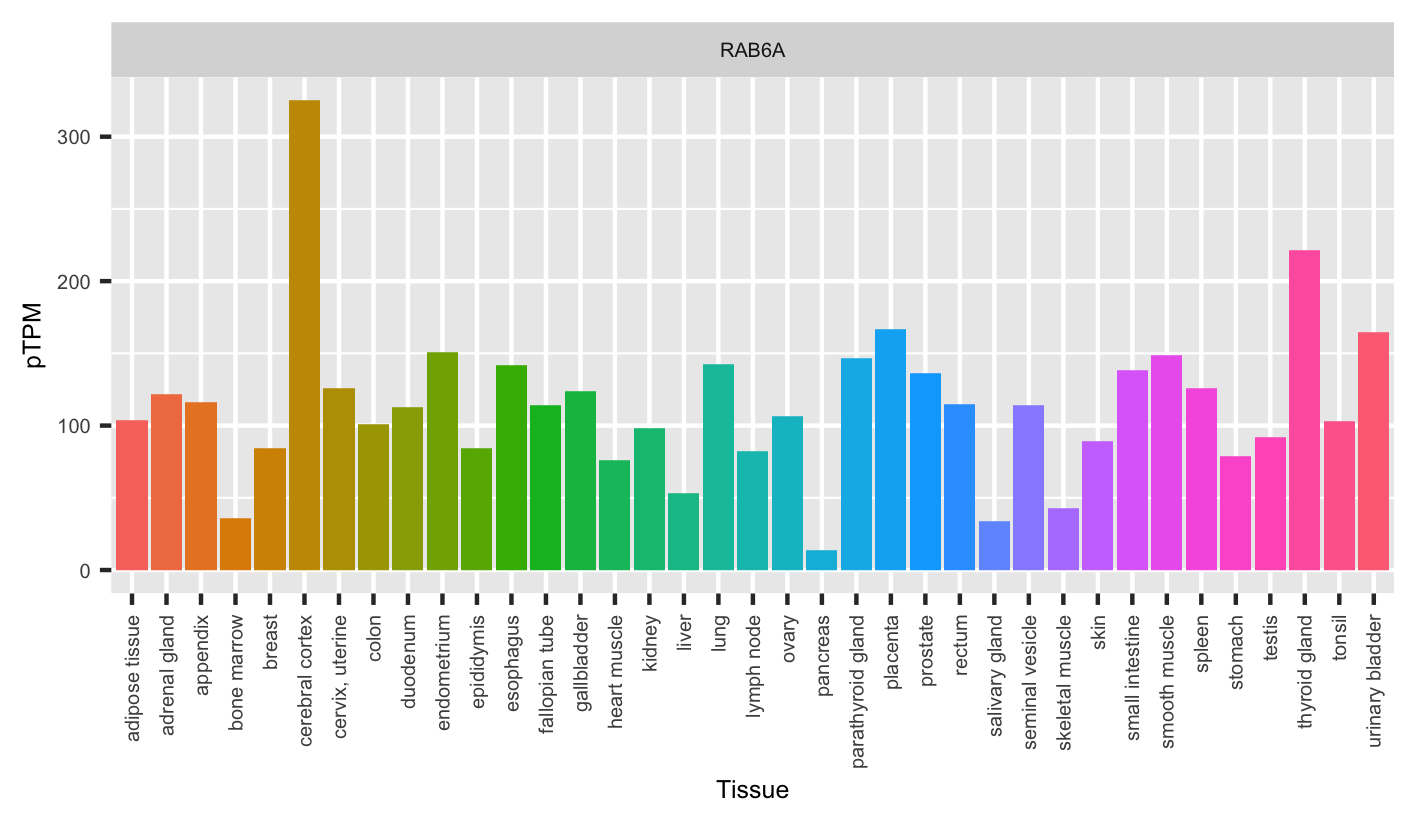 RAB6A
pTPM
300
200
100
0
adipose tissue
adrenal gland
appendix
bone marrow
breast
cerebral cortex
cervix, uterine
colon
duodenum
endometrium
epididymis
esophagus
fallopian tube
gallbladder
heart muscle
kidney
liver
lung
lymph node
ovary
pancreas
parathyroid gland
placenta
prostate
rectum
salivary gland
seminal vesicle
skeletal muscle
skin
small intestine
smooth muscle
spleen
stomach
testis
thyroid gland
tonsil
urinary bladder
Tissue